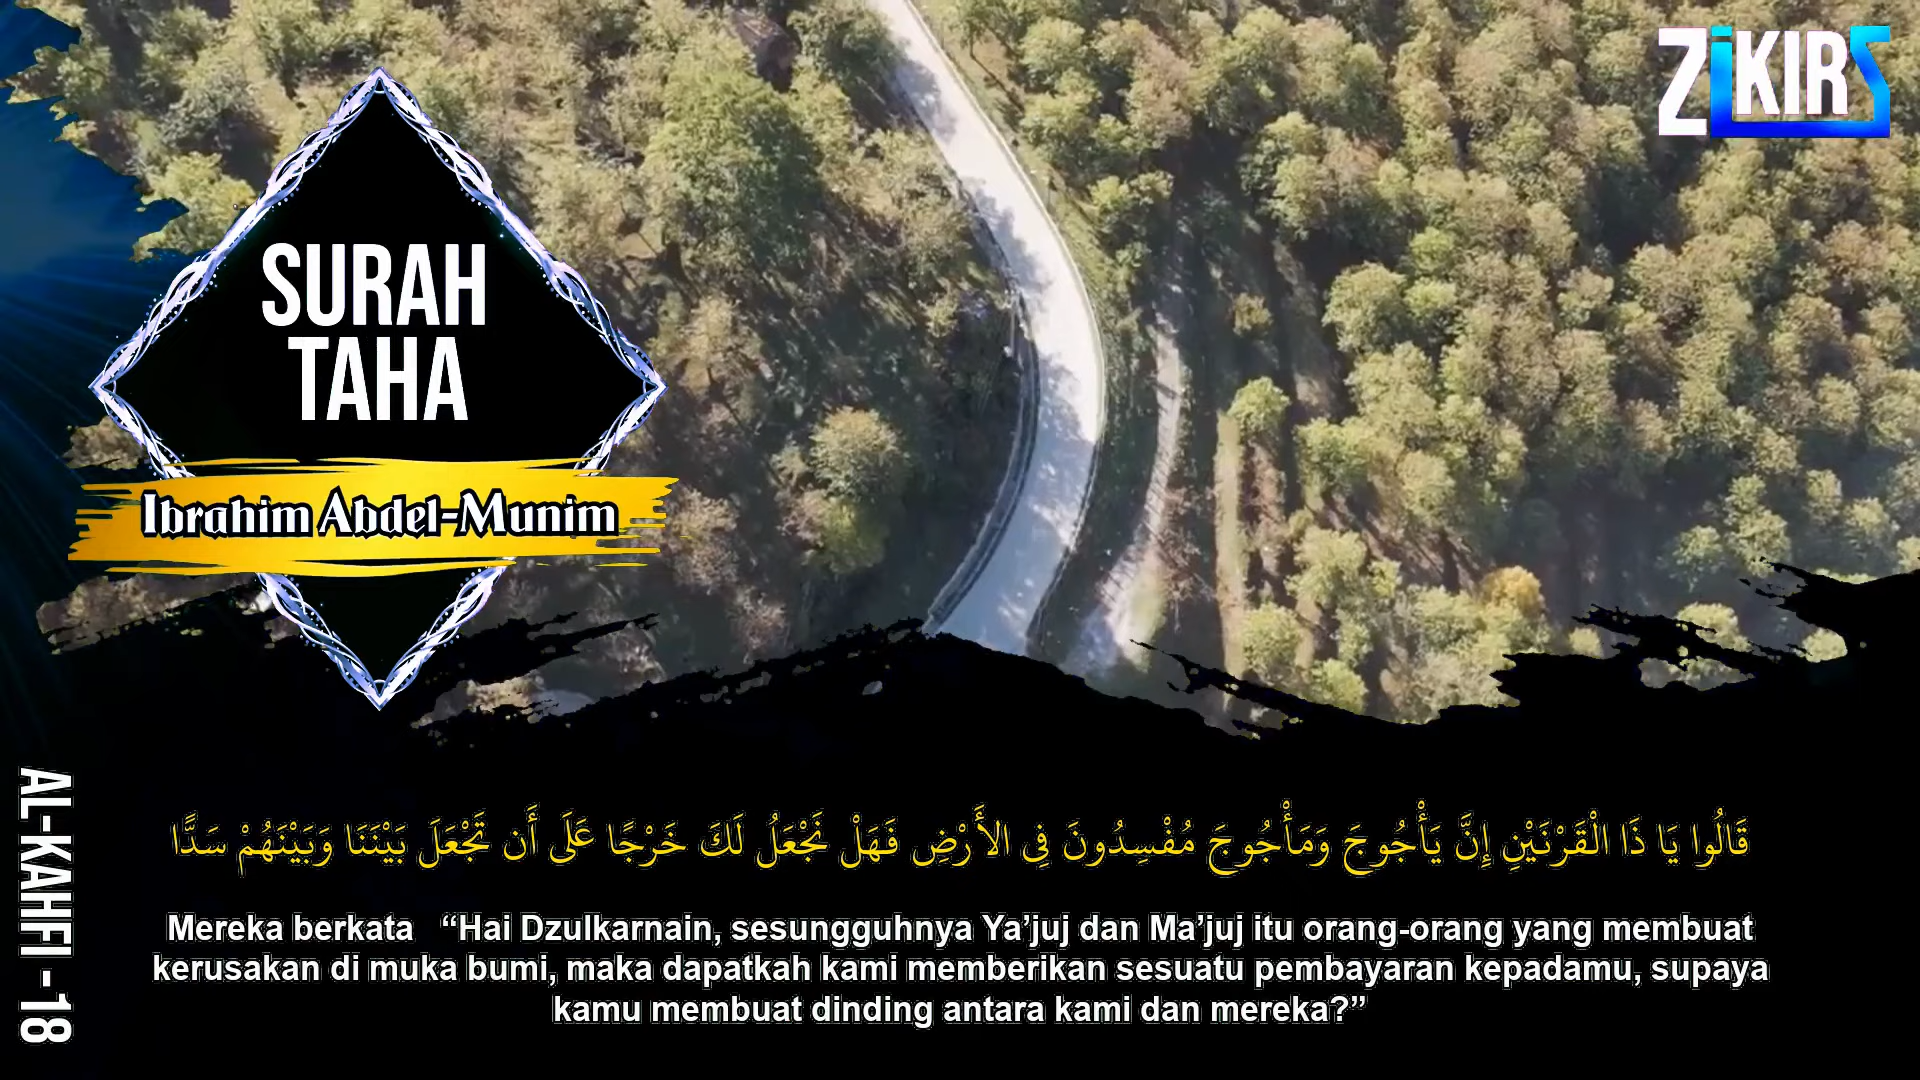 ZIKIRS
SURAH
TAHA
Ibrahim Abdel-Munim
AL-KAHFI - 18
قَالُوا يَا ذَا الْقَرْنَيْنِ إِنَّ يَأْجُوجَ وَمَأْجُوجَ مُفْسِدُونَ فِى الأَرْضِ فَهَلْ نَجْعَلُ لَكَ خَرْجًا عَلَى أَن تَجْعَلَ بَيْنَنَا وَبَيْنَهُمْ سَدًّا
Mereka berkata “Hai Dzulkarnain, sesungguhnya Ya’juj dan Ma’juj itu orang-orang yang membuat
kerusakan di muka bumi, maka dapatkah kami memberikan sesuatu pembayaran kepadamu, supaya
kamu membuat dinding antara kami dan mereka?”